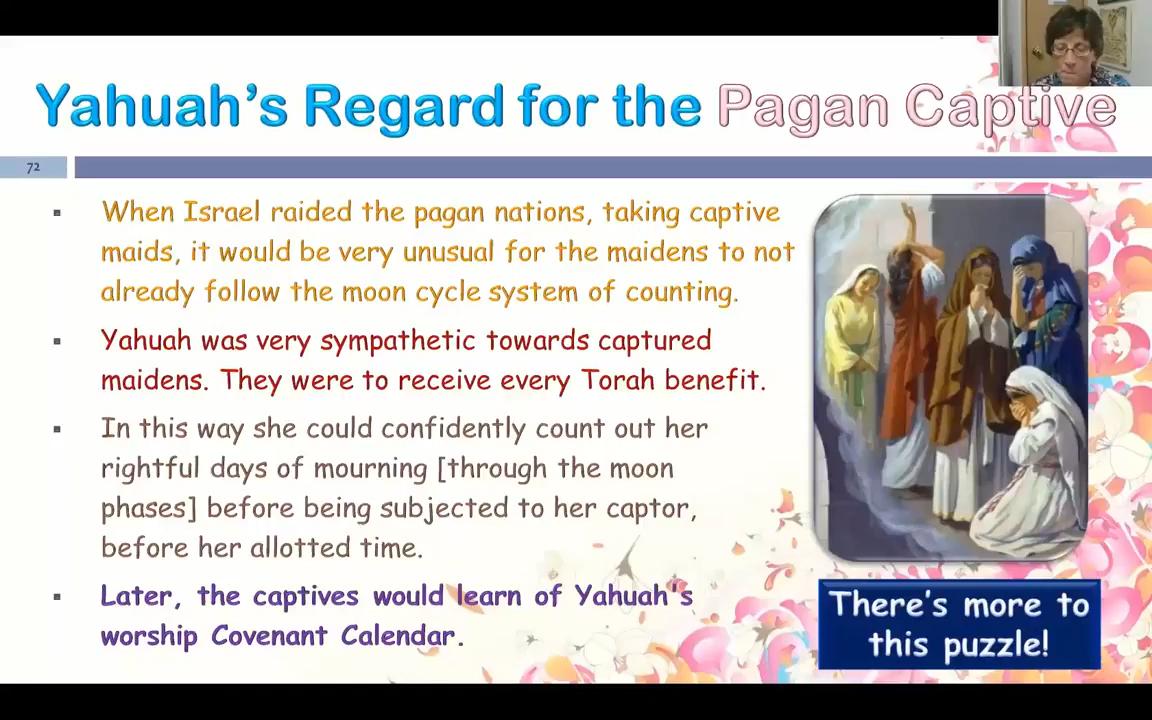 Yahuah's Regard for the Pagan Captive
72
When Israel raided the pagan nations, taking captive
maids, it would be very unusual for the maidens to not
already follow the moon cycle system of counting.
Yahuah was very sympathetic towards captured
maidens. They were to receive every Torah benefit.
In this way she could confidently count out her
rightful days of mourning [through the moon
phases] before being subjected to her captor,
before her allotted time.
Later, the captives would learn of Yahuah's
worship Covenant Calendar.
There's more to
this puzzle!